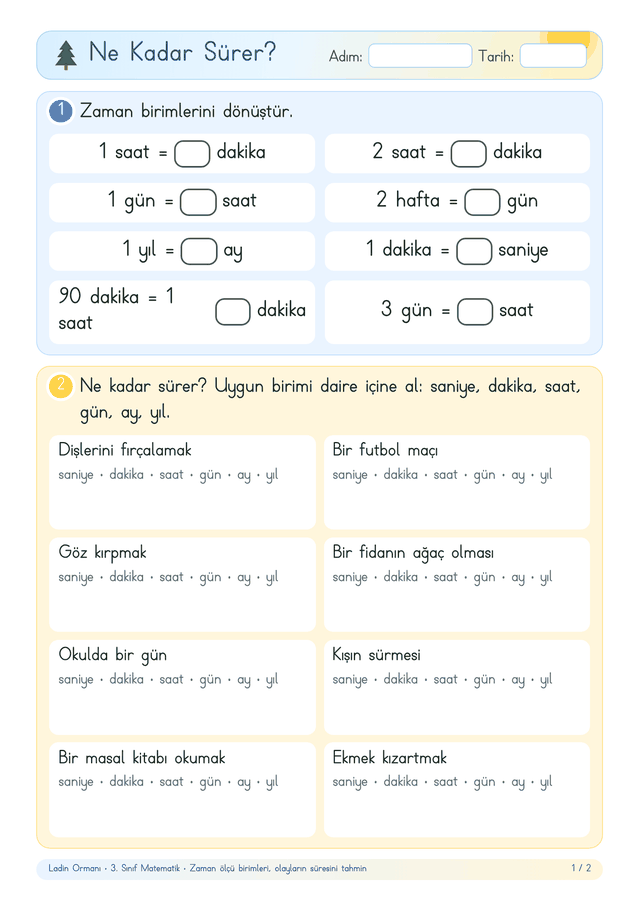 Ne Kadar Sürer?
Adım:
Tarih:
1 Zaman birimlerini dönüştür.
1 saat = dakika
2 saat = dakika
1 gün = saat
2 hafta = gün
1 yıl = ay
1 dakika = saniye
90 dakika = 1
saat dakika
3 gün = saat
2 Ne kadar sürer? Uygun birimi daire içine al: saniye, dakika, saat,
gün, ay, yıl.
Dişlerini fırçalamak
saniye · dakika · saat · gün · ay · yıl
Bir futbol maçı
saniye · dakika · saat · gün · ay · yıl
Göz kırpmak
saniye · dakika · saat · gün · ay · yıl
Bir fidanın ağaç olması
saniye · dakika · saat · gün · ay · yıl
Okulda bir gün
saniye · dakika · saat · gün · ay · yıl
Kışın sürmesi
saniye · dakika · saat · gün · ay · yıl
Bir masal kitabı okumak
saniye · dakika · saat · gün · ay · yıl
Ekmek kızartmak
saniye · dakika · saat · gün · ay · yıl
Ladin Ormanı · 3. Sınıf Matematik · Zaman ölçü birimleri, olayların süresini tahmin
1 / 2